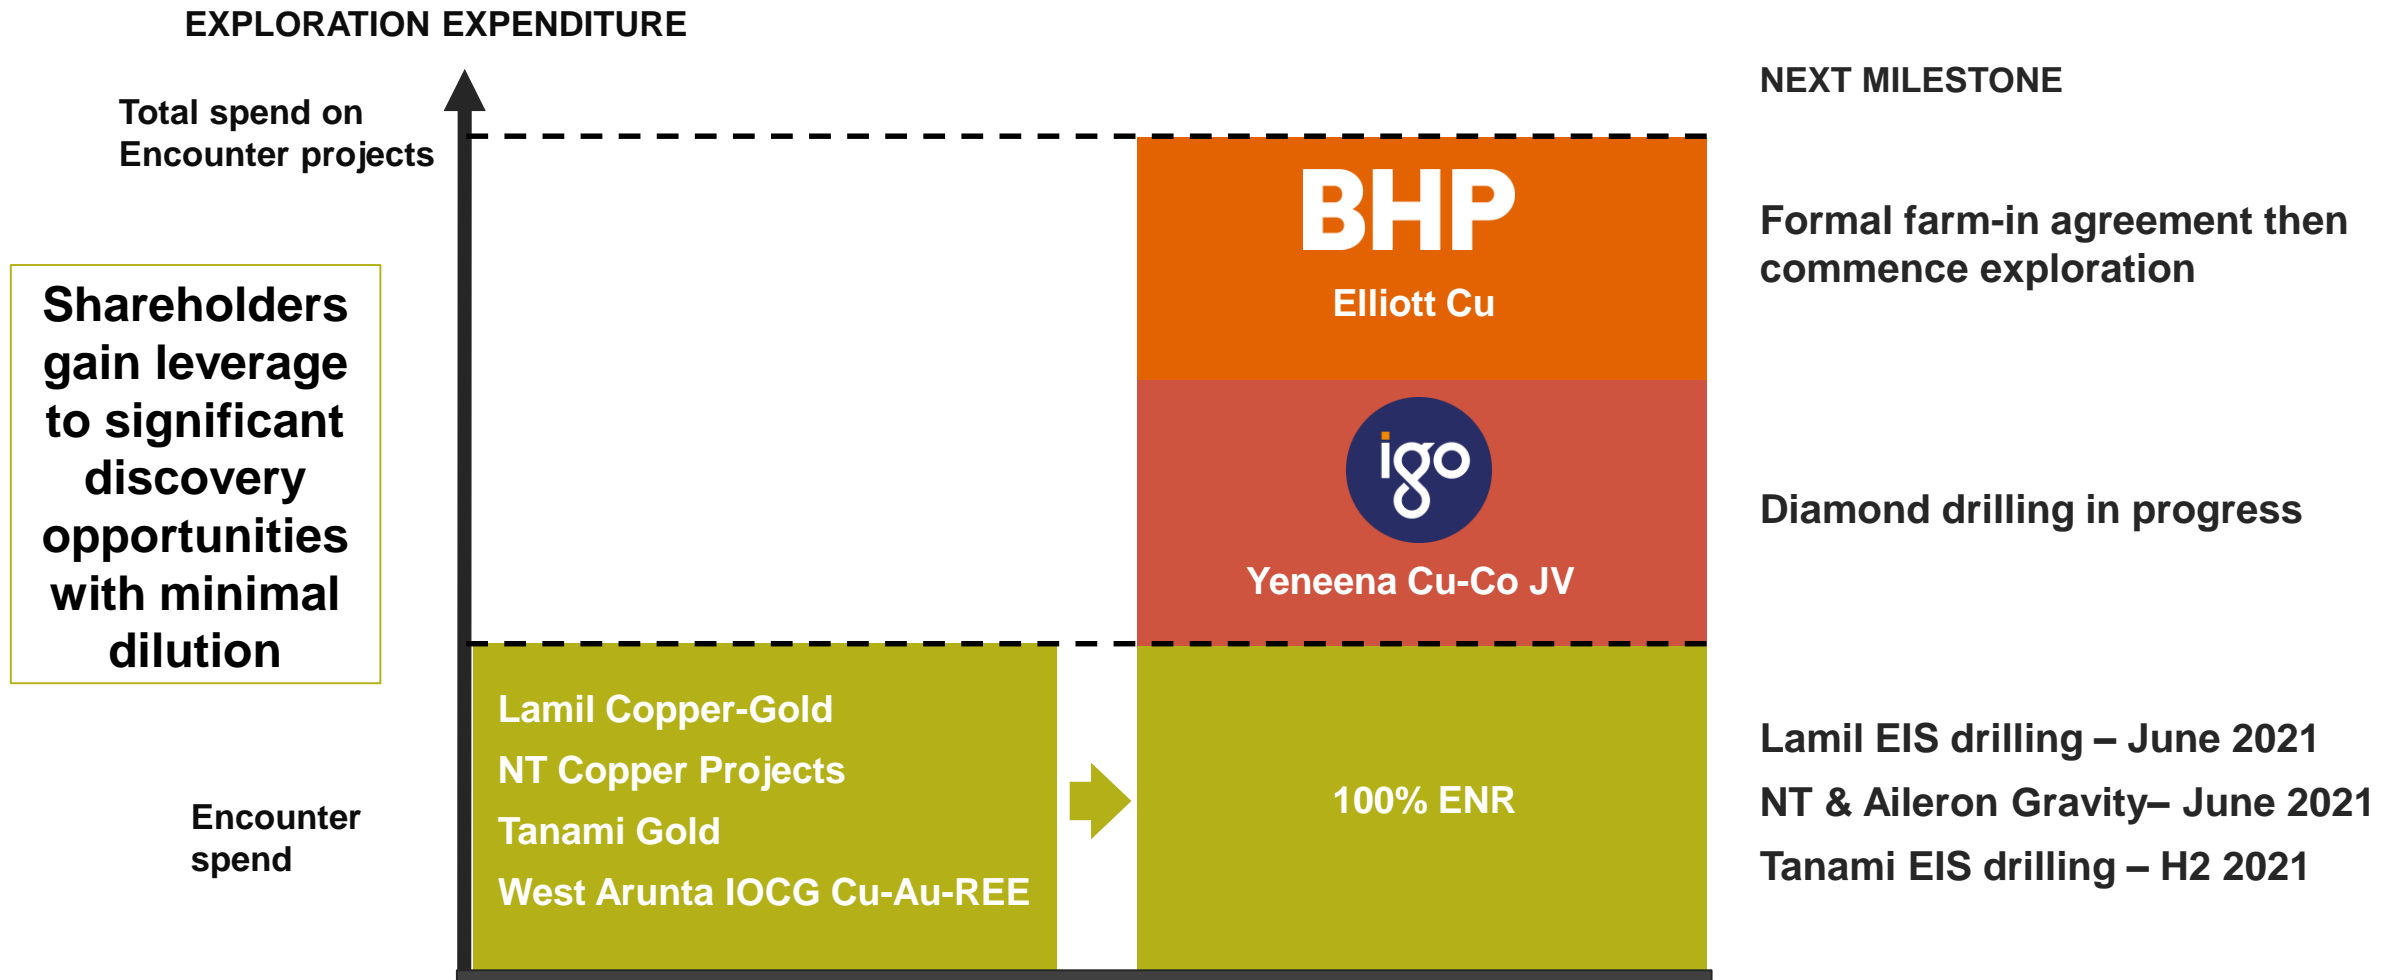 EXPLORATION EXPENDITURE
Total spend on
Encounter projects
NEXT MILESTONE
BHP
Elliott Cu
Formal farm-in agreement then
commence exploration
Shareholders
gain leverage
to significant
discovery
opportunities
with minimal
dilution
igo
Yeneena Cu-Co JV
Diamond drilling in progress
Encounter
spend
Lamil Copper-Gold
NT Copper Projects
Tanami Gold
West Arunta IOCG Cu-Au-REE
100% ENR
Lamil EIS drilling – June 2021
NT & Aileron Gravity– June 2021
Tanami EIS drilling – H2 2021